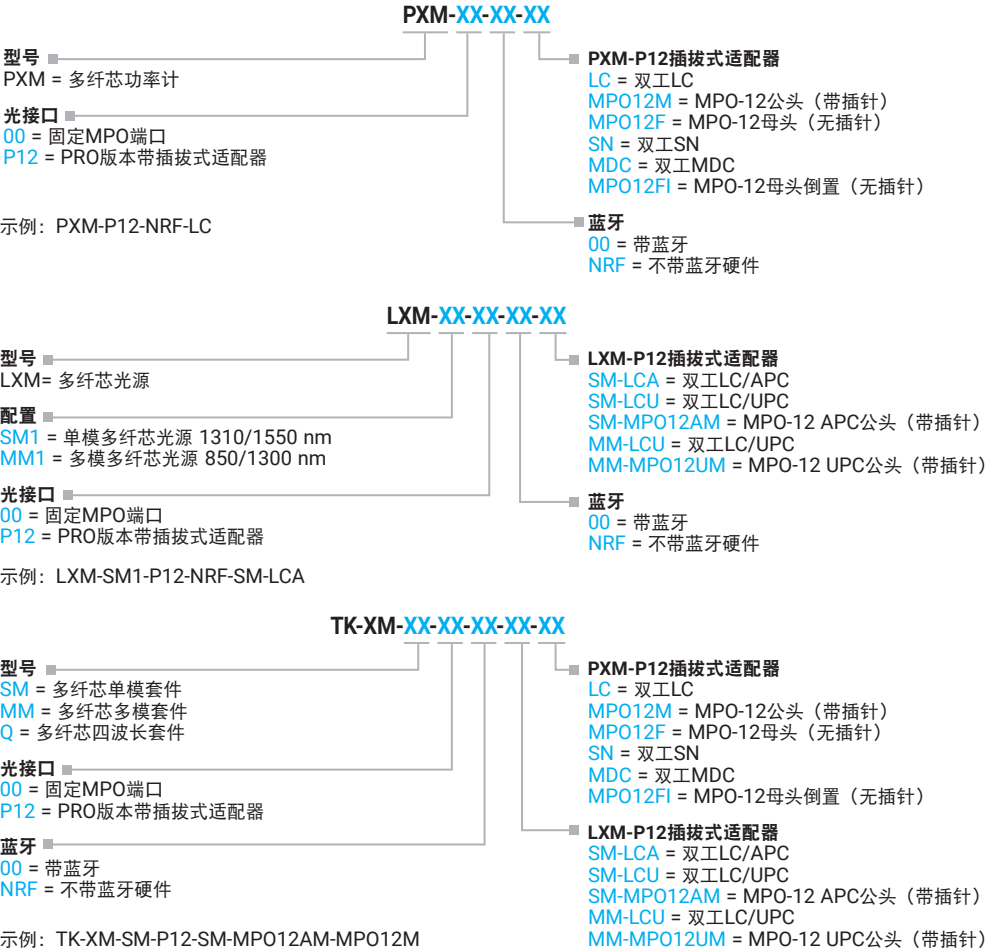 PXM-XX-XX-XX
型号
PXM = 多纤芯功率计
光接口
00 = 固定MPO端口
P12 = PRO版本带插拔式适配器
示例：PXM-P12-NRF-LC
PXM-P12插拔式适配器
LC = 双工LC
MPO12M = MPO-12公头（带插针）
MPO12F = MPO-12母头（无插针）
SN = 双工SN
MDC = 双工MDC
MPO12FI = MPO-12母头倒置（无插针）
蓝牙
00 = 带蓝牙
NRF = 不带蓝牙硬件
LXM-XX-XX-XX-XX
型号
LXM= 多纤芯光源
配置
SM1 = 单模多纤芯光源 1310/1550 nm
MM1 = 多模多纤芯光源 850/1300 nm
光接口
00 = 固定MPO端口
P12 = PRO版本带插拔式适配器
示例：LXM-SM1-P12-NRF-SM-LCA
LXM-P12插拔式适配器
SM-LCA = 双工LC/APC
SM-LCU = 双工LC/UPC
SM-MPO12AM = MPO-12 APC公头（带插针）
MM-LCU = 双工LC/UPC
MM-MPO12UM = MPO-12 UPC公头（带插针）
蓝牙
00 = 带蓝牙
NRF = 不带蓝牙硬件
TK-XM-XX-XX-XX-XX-XX
型号
SM = 多纤芯单模套件
MM = 多纤芯多模套件
Q = 多纤芯四波长套件
光接口
00 = 固定MPO端口
P12 = PRO版本带插拔式适配器
蓝牙
00 = 带蓝牙
NRF = 不带蓝牙硬件
示例：TK-XM-SM-P12-SM-MPO12AM-MPO12M
PXM-P12插拔式适配器
LC = 双工LC
MPO12M = MPO-12公头（带插针）
MPO12F = MPO-12母头（无插针）
SN = 双工SN
MDC = 双工MDC
MPO12FI = MPO-12母头倒置（无插针）
LXM-P12插拔式适配器
SM-LCA = 双工LC/APC
SM-LCU = 双工LC/UPC
SM-MPO12AM = MPO-12 APC公头（带插针）
MM-LCU = 双工LC/UPC
MM-MPO12UM = MPO-12 UPC公头（带插针）